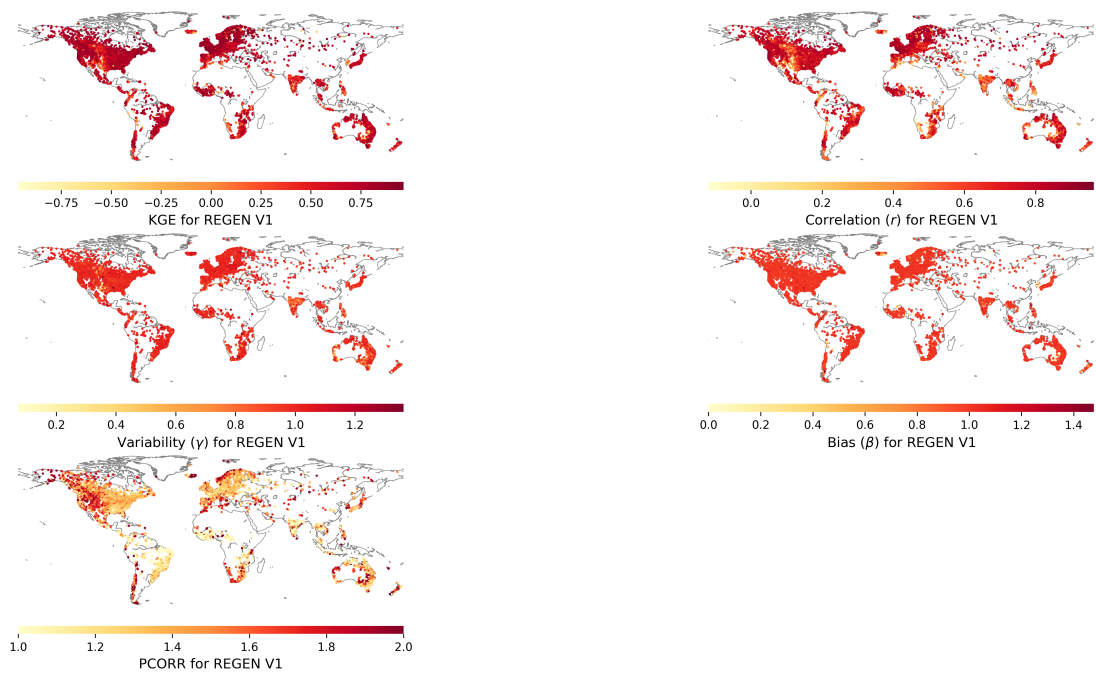 −0.75 −0.50 −0.25 0.00 0.25 0.50 0.75
KGE for REGEN V1
0.0 0.2 0.4 0.6 0.8
Correlation (r) for REGEN V1
0.2 0.4 0.6 0.8 1.0 1.2
Variability (γ) for REGEN V1
0.0 0.2 0.4 0.6 0.8 1.0 1.2 1.4
Bias (β) for REGEN V1
1.0 1.2 1.4 1.6 1.8 2.0
PCORR for REGEN V1